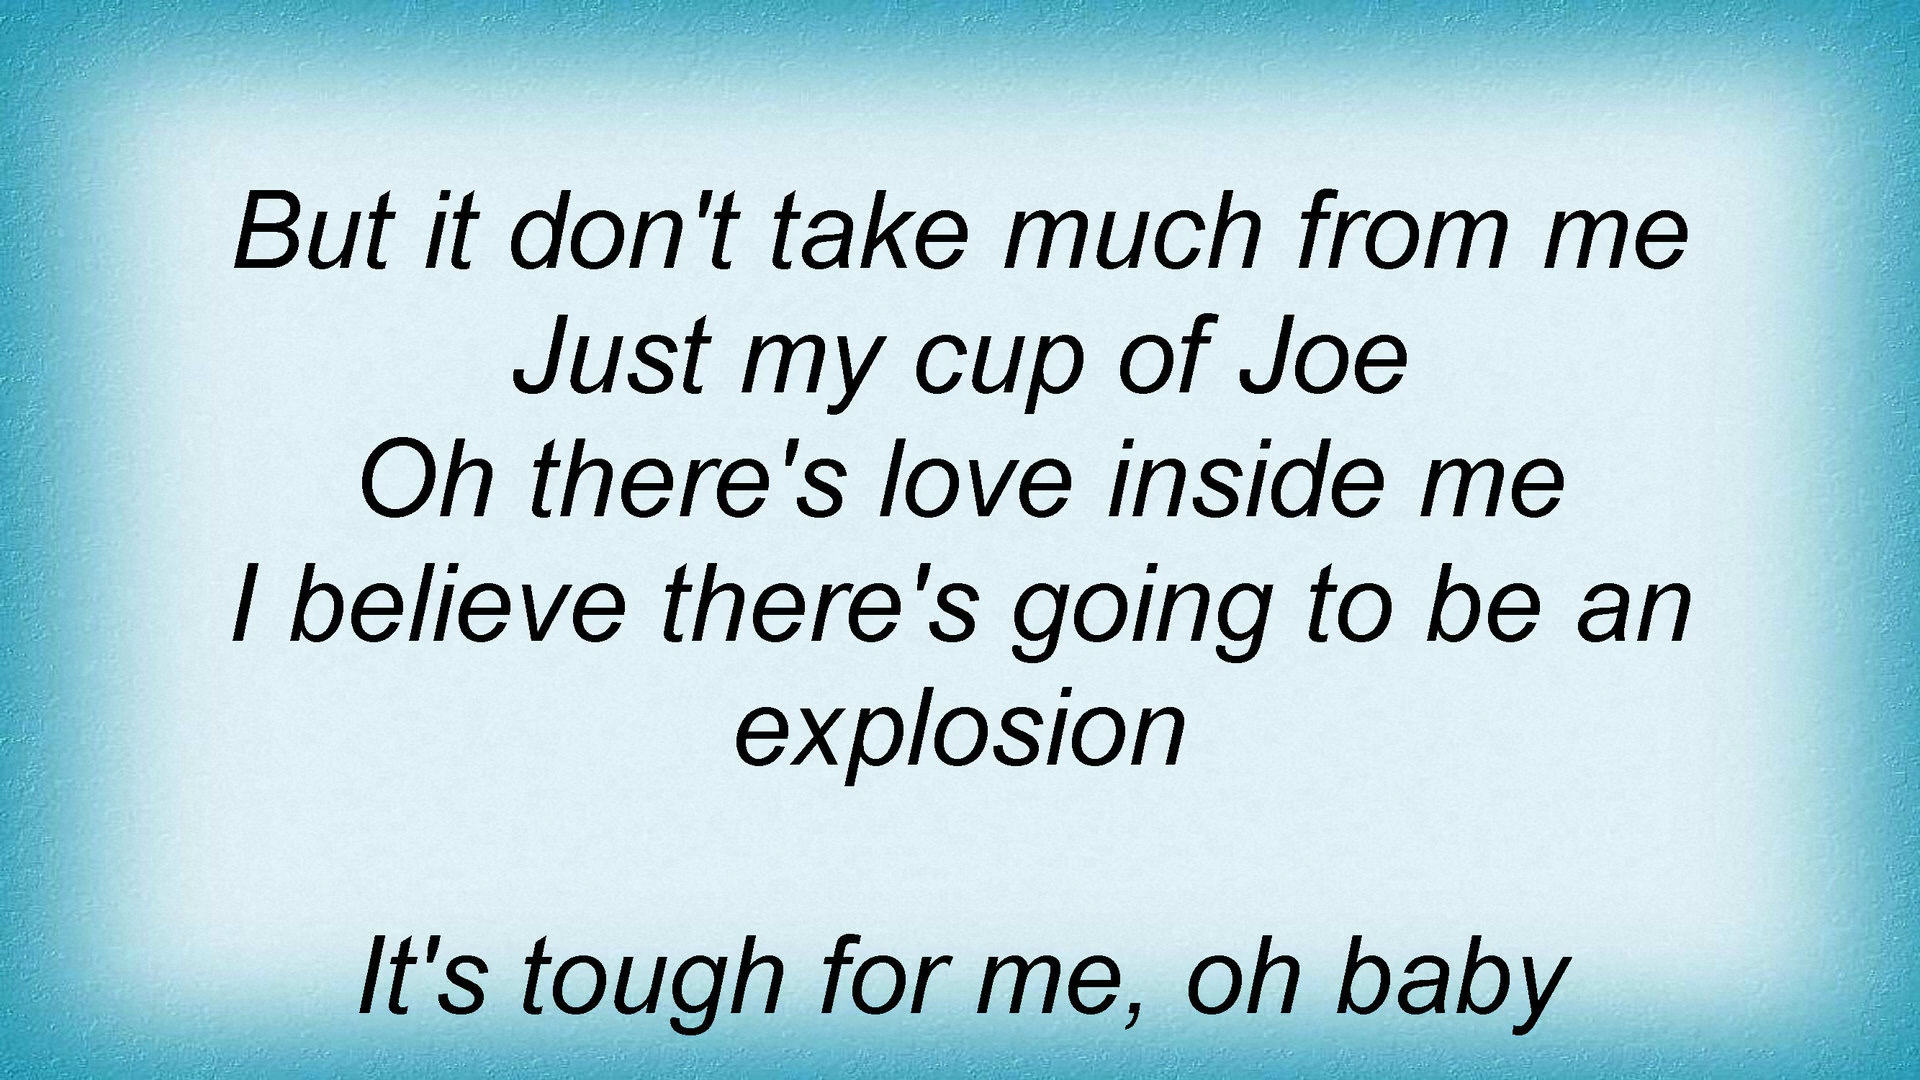 But it don't take much from me
Just my cup of Joe
Oh there's love inside me
I believe there's going to be an
explosion
It's tough for me, oh baby